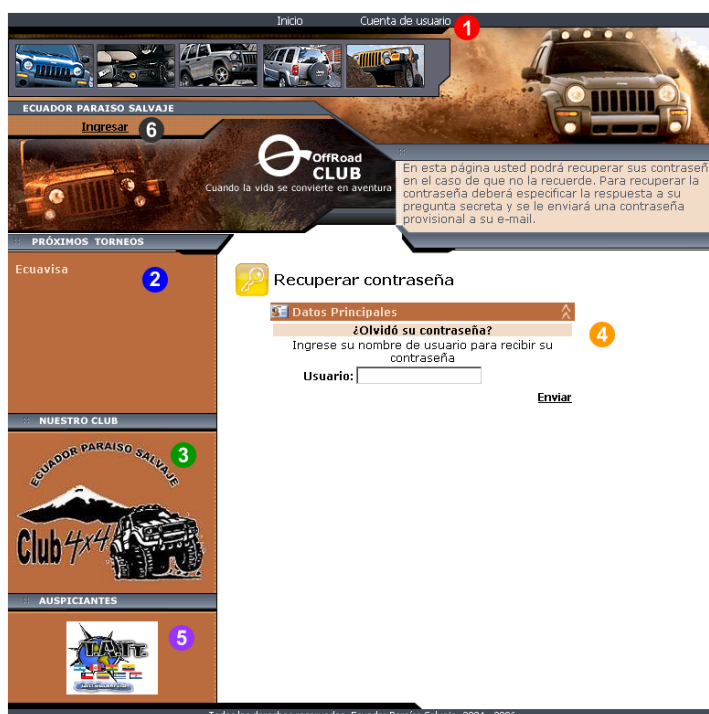 Inicio Cuenta de usuario 1
ECUADOR PARAISO SALVAJE
Ingresar 6
OffRoad
CLUB
Cuando la vida se convierte en aventura
En esta página usted podrá recuperar sus contraseñ
en el caso de que no la recuerde. Para recuperar la
contraseña deberá especificar la respuesta a su
pregunta secreta y se le enviará una contraseña
provisional a su e-mail.
PRÓXIMOS TORNEOS
Ecuavisa
2
Recuperar contraseña
Datos Principales
¿Olvidó su contraseña?
4
Ingrese su nombre de usuario para recibir su
contraseña
Usuario:
Enviar
NUESTRO CLUB
ECUADOR PARAISO SALVAJE
3
Club 4x4
AUSPICIANTES
5